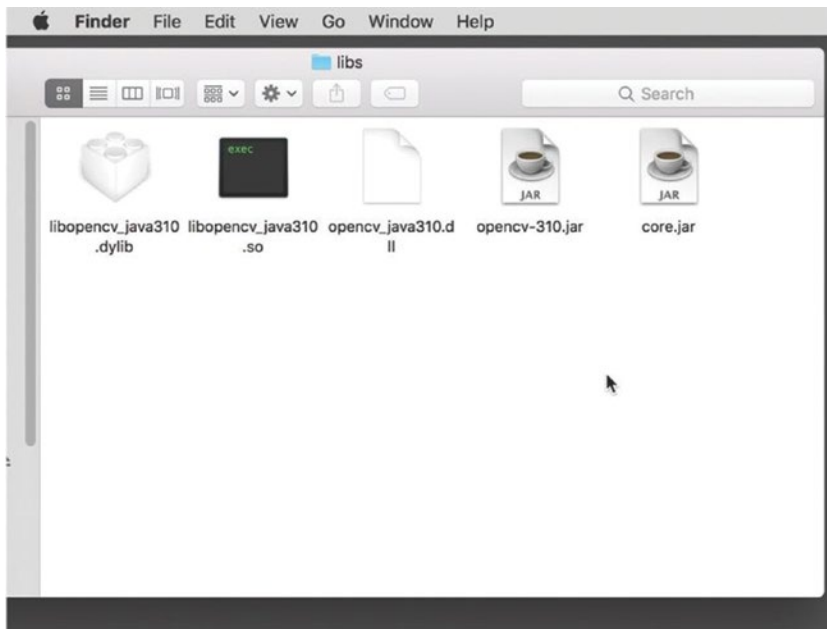 Finder File Edit View Go Window Help
libs
Search
exec
JAR
JAR
libopencv_java310
.dylib
libopencv_java310
.so
opencv_java310.d
ll
opencv-310.jar
core.jar